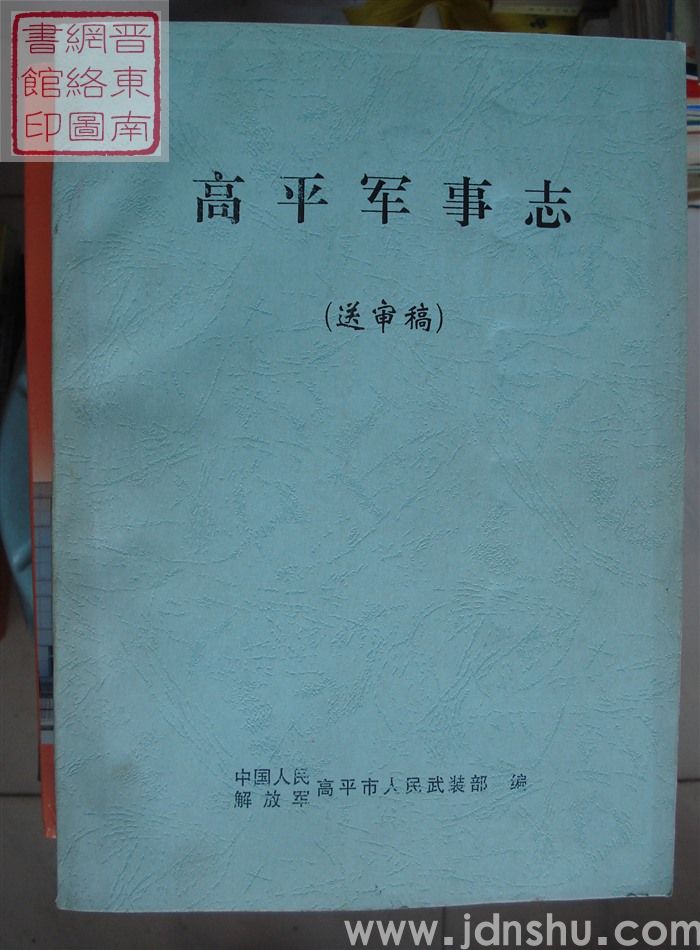 晋東南
網絡圖
書館印
高平军事志
(送审稿)
中国人民
解放军 高平市人民武装部 编
www.jdnshu.com